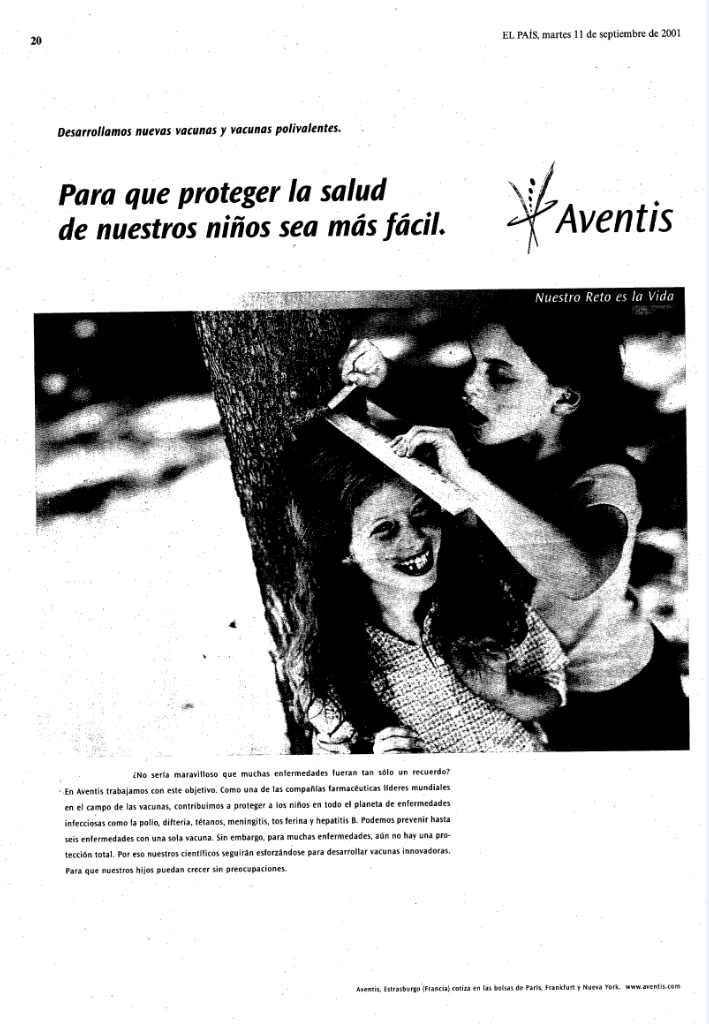 20
EL PAÍS, martes 11 de septiembre de 2001
Desarrollamos nuevas vacunas y vacunas polivalentes.
Para que proteger la salud
de nuestros niños sea más fácil.
Aventis
Nuestro Reto es la Vida
¿No sería maravilloso que muchas enfermedades fueran tan sólo un recuerdo?
En Aventis trabajamos con este objetivo. Como una de las compañías farmacéuticas líderes mundiales
en el campo de las vacunas, contribuimos a proteger a los niños en todo el planeta de enfermedades
infecciosas como la polio, difteria, tétanos, meningitis, tos ferina y hepatitis B. Podemos prevenir hasta
seis enfermedades con una sola vacuna. Sin embargo, para muchas enfermedades, aún no hay una pro-
tección total. Por eso nuestros científicos seguirán esforzándose para desarrollar vacunas innovadoras.
Para que nuestros hijos puedan crecer sin preocupaciones.
Aventis, Estrasburgo (Francia) cotiza en las bolsas de París, Frankfurt y Nueva York. www.aventis.com